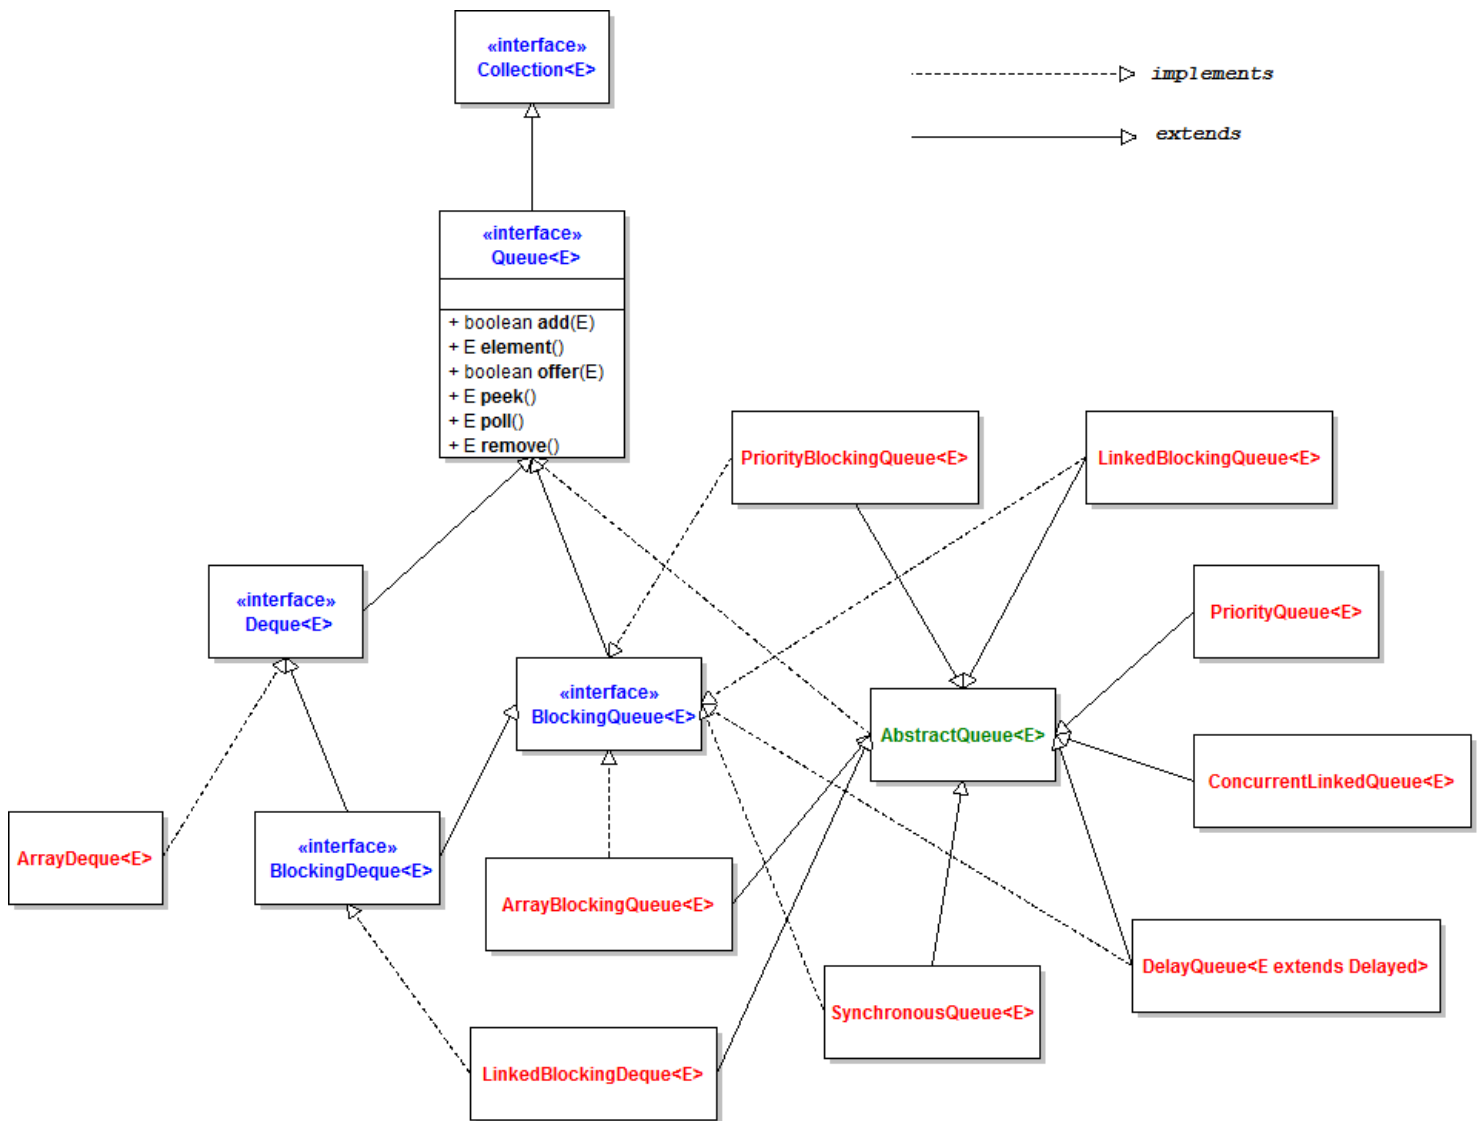 «interface»
Collection<E>
implements
extends
«interface»
Queue<E>
+ boolean add(E)
+ E element()
+ boolean offer(E)
+ E peek()
+ E poll()
+ E remove()
PriorityBlockingQueue<E>
LinkedBlockingQueue<E>
«interface»
Deque<E>
PriorityQueue<E>
«interface»
BlockingQueue<E>
AbstractQueue<E>
ConcurrentLinkedQueue<E>
ArrayDeque<E>
«interface»
BlockingDeque<E>
ArrayBlockingQueue<E>
DelayQueue<E extends Delayed>
SynchronousQueue<E>
LinkedBlockingDeque<E>